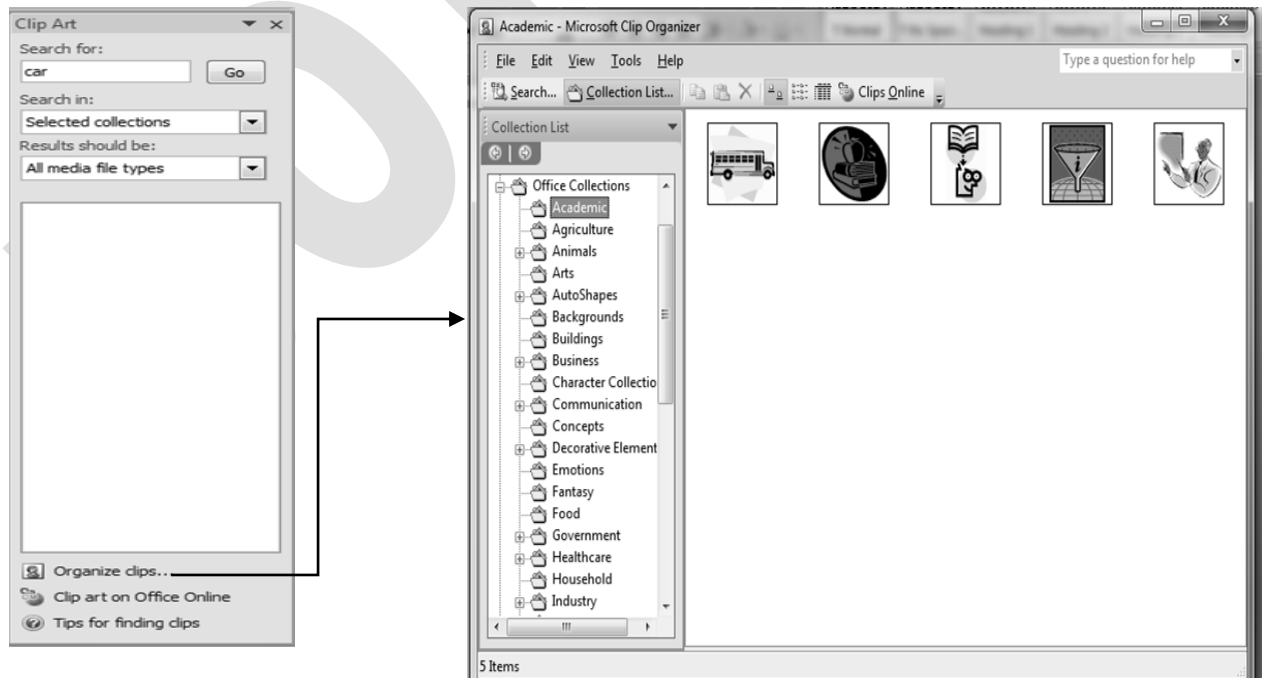 Clip Art
Search for:
car
Go
Search in:
Selected collections
Results should be:
All media file types
Organize clips...
Clip art on Office Online
Tips for finding clips
Academic - Microsoft Clip Organizer
File Edit View Tools Help
Type a question for help
Search... Collection List... Clips Online
Collection List
Office Collections
Academic
Agriculture
Animals
Arts
AutoShapes
Backgrounds
Buildings
Business
Character Collectio
Communication
Concepts
Decorative Element
Emotions
Fantasy
Food
Government
Healthcare
Household
Industry
i
5 Items